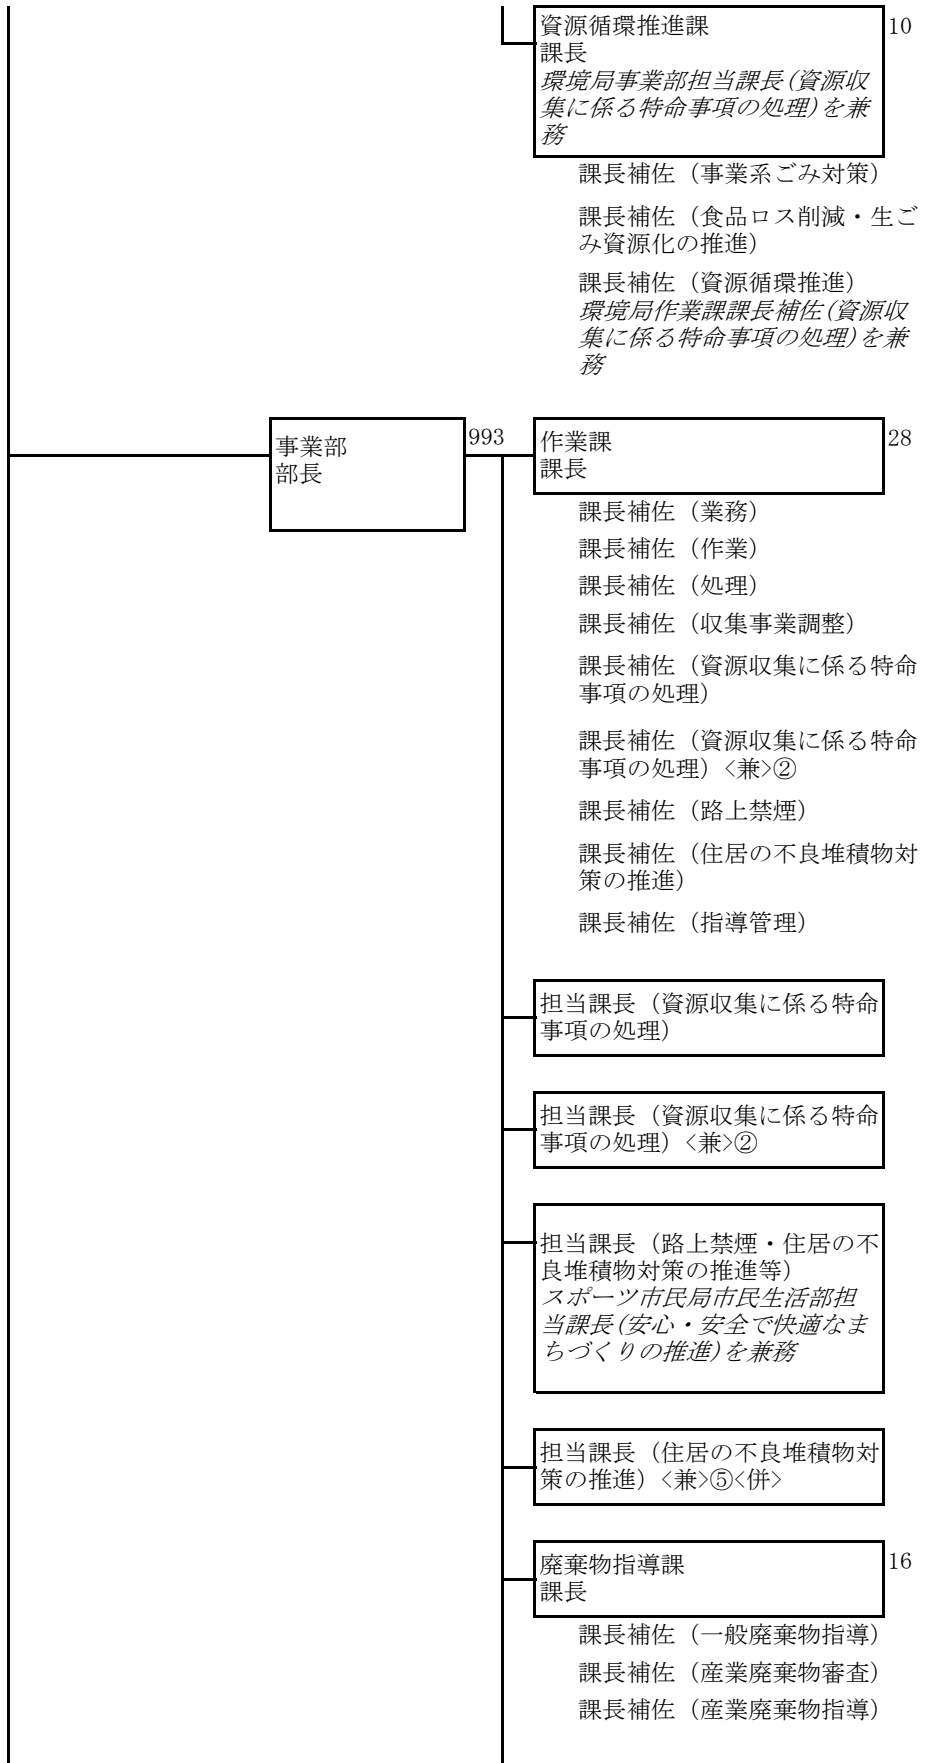 資源循環推進課 10
課長
環境局事業部担当課長(資源収
集に係る特命事項の処理)を兼
務
課長補佐（事業系ごみ対策）
課長補佐（食品ロス削減・生ご
み資源化の推進）
課長補佐（資源循環推進）
環境局作業課課長補佐(資源収
集に係る特命事項の処理)を兼
務
事業部 993
部長
作業課 28
課長
課長補佐（業務）
課長補佐（作業）
課長補佐（処理）
課長補佐（収集事業調整）
課長補佐（資源収集に係る特命
事項の処理）
課長補佐（資源収集に係る特命
事項の処理）<兼>②
課長補佐（路上禁煙）
課長補佐（住居の不良堆積物対
策の推進）
課長補佐（指導管理）
担当課長（資源収集に係る特命
事項の処理）
担当課長（資源収集に係る特命
事項の処理）<兼>②
担当課長（路上禁煙・住居の不
良堆積物対策の推進等）
スポーツ市民局市民生活部担
当課長(安心・安全で快適なま
ちづくりの推進)を兼務
担当課長（住居の不良堆積物対
策の推進）<兼>⑤<併>
廃棄物指導課 16
課長
課長補佐（一般廃棄物指導）
課長補佐（産業廃棄物審査）
課長補佐（産業廃棄物指導）